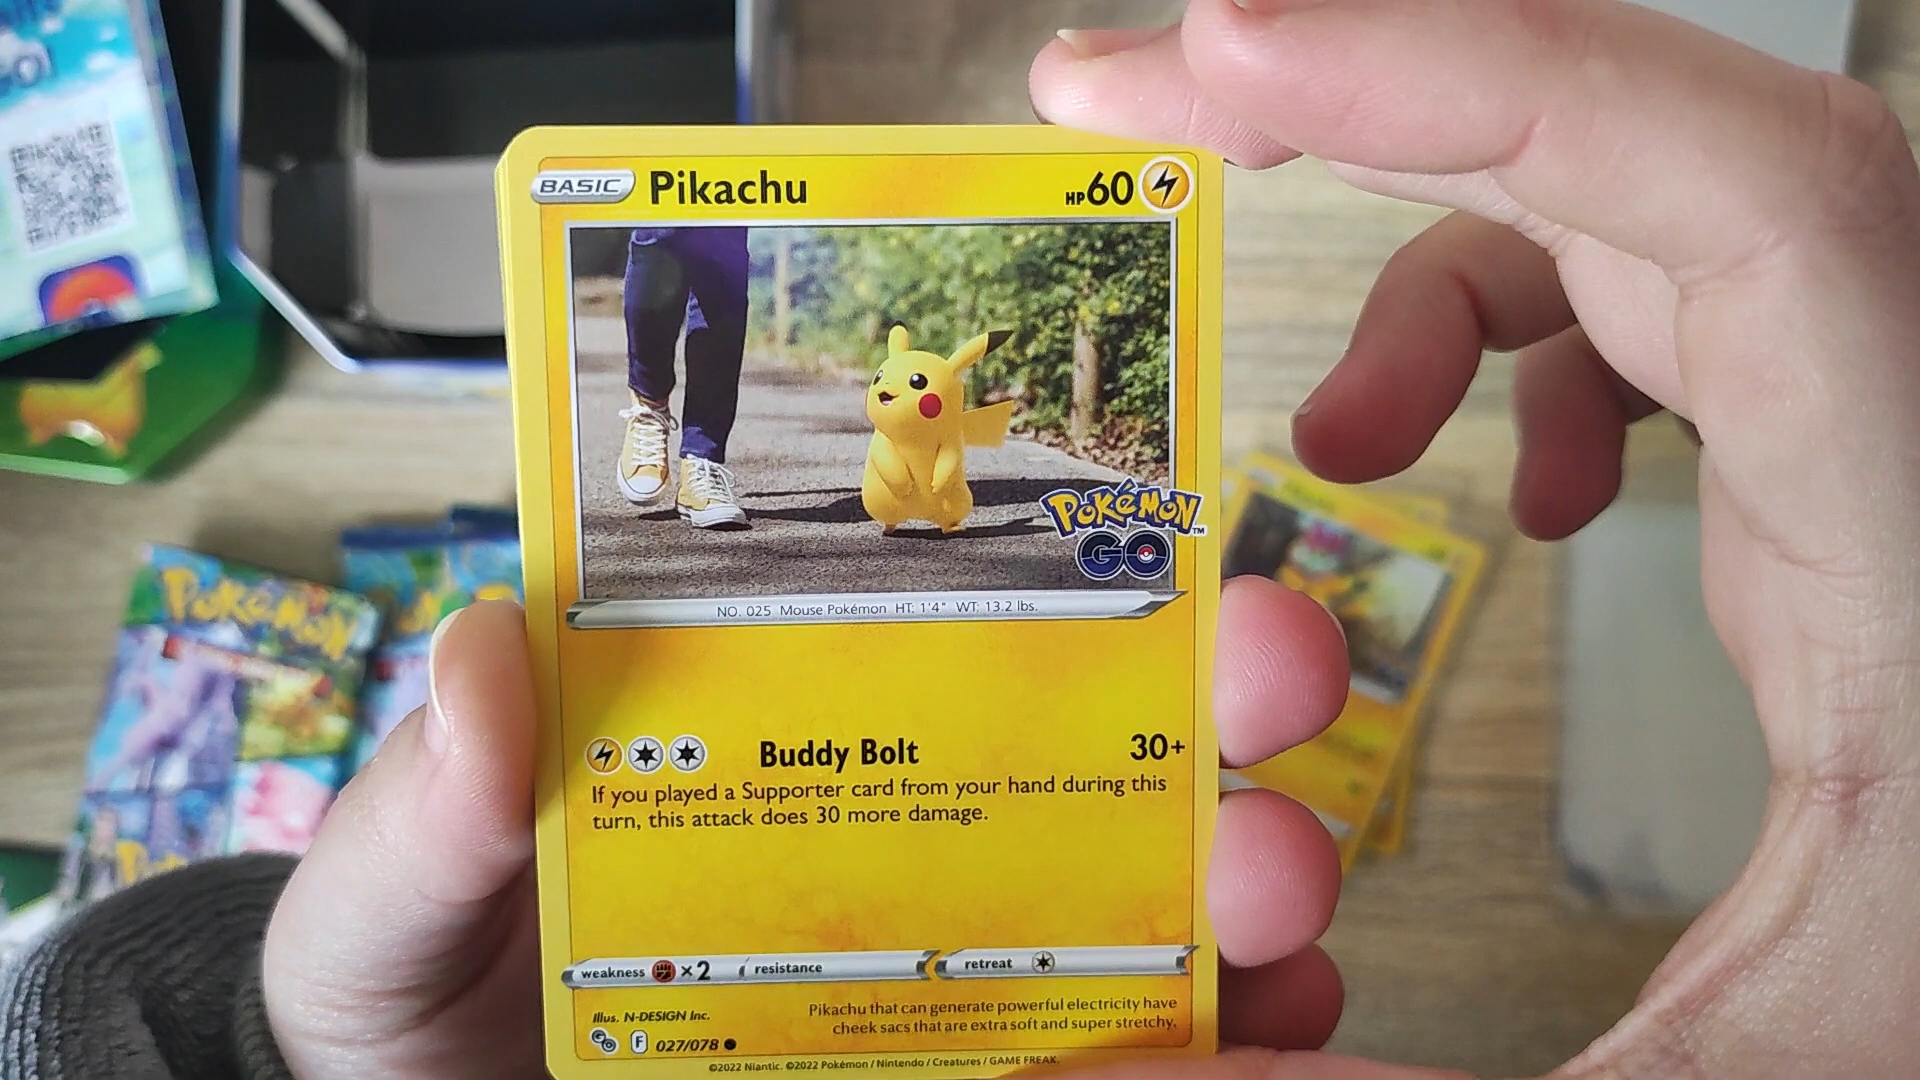 BASIC Pikachu HP60
POKéMON™
GO
NO. 025 Mouse Pokémon HT: 1'4" WT: 13.2 lbs.
Buddy Bolt 30+
If you played a Supporter card from your hand during this
turn, this attack does 30 more damage.
weakness ×2 resistance retreat
Illus. N-DESIGN Inc.
Pikachu that can generate powerful electricity have
cheek sacs that are extra soft and super stretchy.
GO F 027/078
©2022 Niantic. ©2022 Pokémon / Nintendo / Creatures / GAME FREAK.
POKéMON